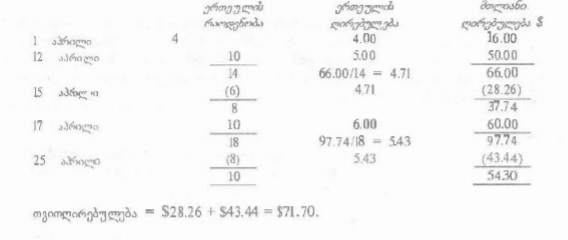 ერთეულის ერთეულის მთლიანი
რაოდენობა ღირებულება ღირებულება $
1 აპრილი 4 4.00 16.00
12 აპრილი 10 5.00 50.00
14 66.00/14 = 4.71 66.00
15 აპრილი (6) 4.71 (28.26)
8 37.74
17 აპრილი 10 6.00 60.00
18 97.74/18 = 5.43 97.74
25 აპრილი (8) 5.43 (43.44)
10 54.30
თვითღირებულება = $28.26 + $43.44 = $71.70.